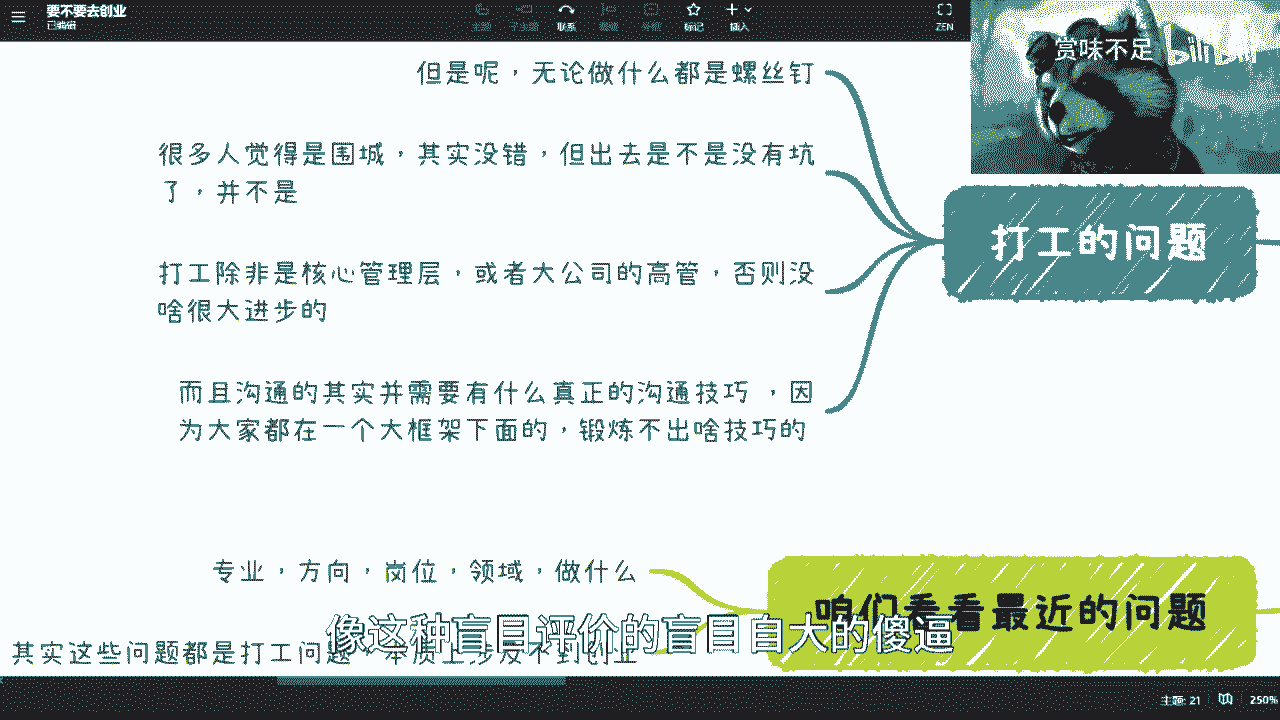 要不要去创业
已编辑
主题
子主题
联系
概要
外框
标记
插入
ZEN
赏味不足
bilibili
但是呢，无论做什么都是螺丝钉
很多人觉得是围城，其实没错，但出去是不是没有坑
了，并不是
打工的问题
打工除非是核心管理层，或者大公司的高管，否则没
啥很大进步的
而且沟通的其实并需要有什么真正的沟通技巧 ，因
为大家都在一个大框架下面的，锻炼不出啥技巧的
专业，方向，岗位，领域，做什么
咱们看看最近的问题
像这种盲目评价的盲目自大的傻逼
其实这些问题都是打工问题，本质上涉及不到创业
主题: 21
250%